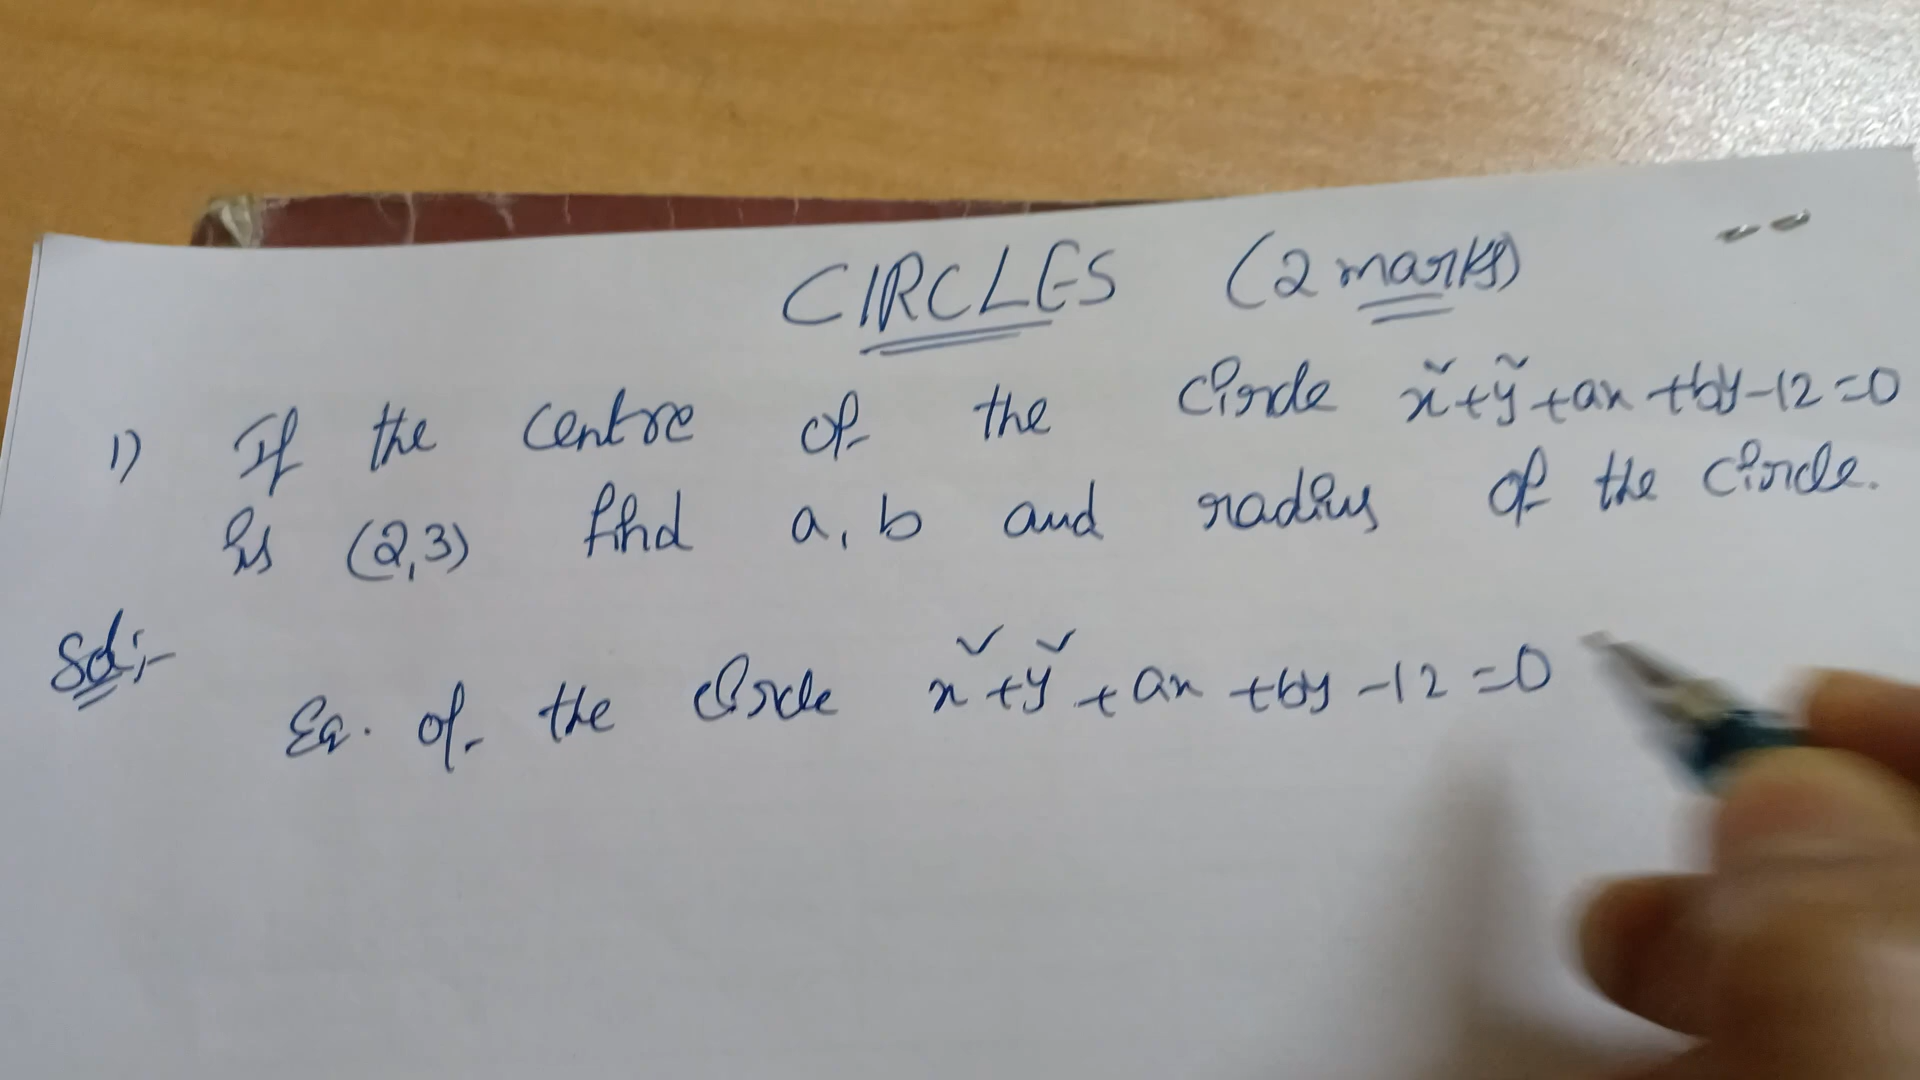 CIRCLES (2 marks)
1) If the centre of the circle x²+y²+ax+by-12=0
is (2,3) find a, b and radius of the circle.
Sol:-
Eq. of the circle x²+y²+ax+by-12=0